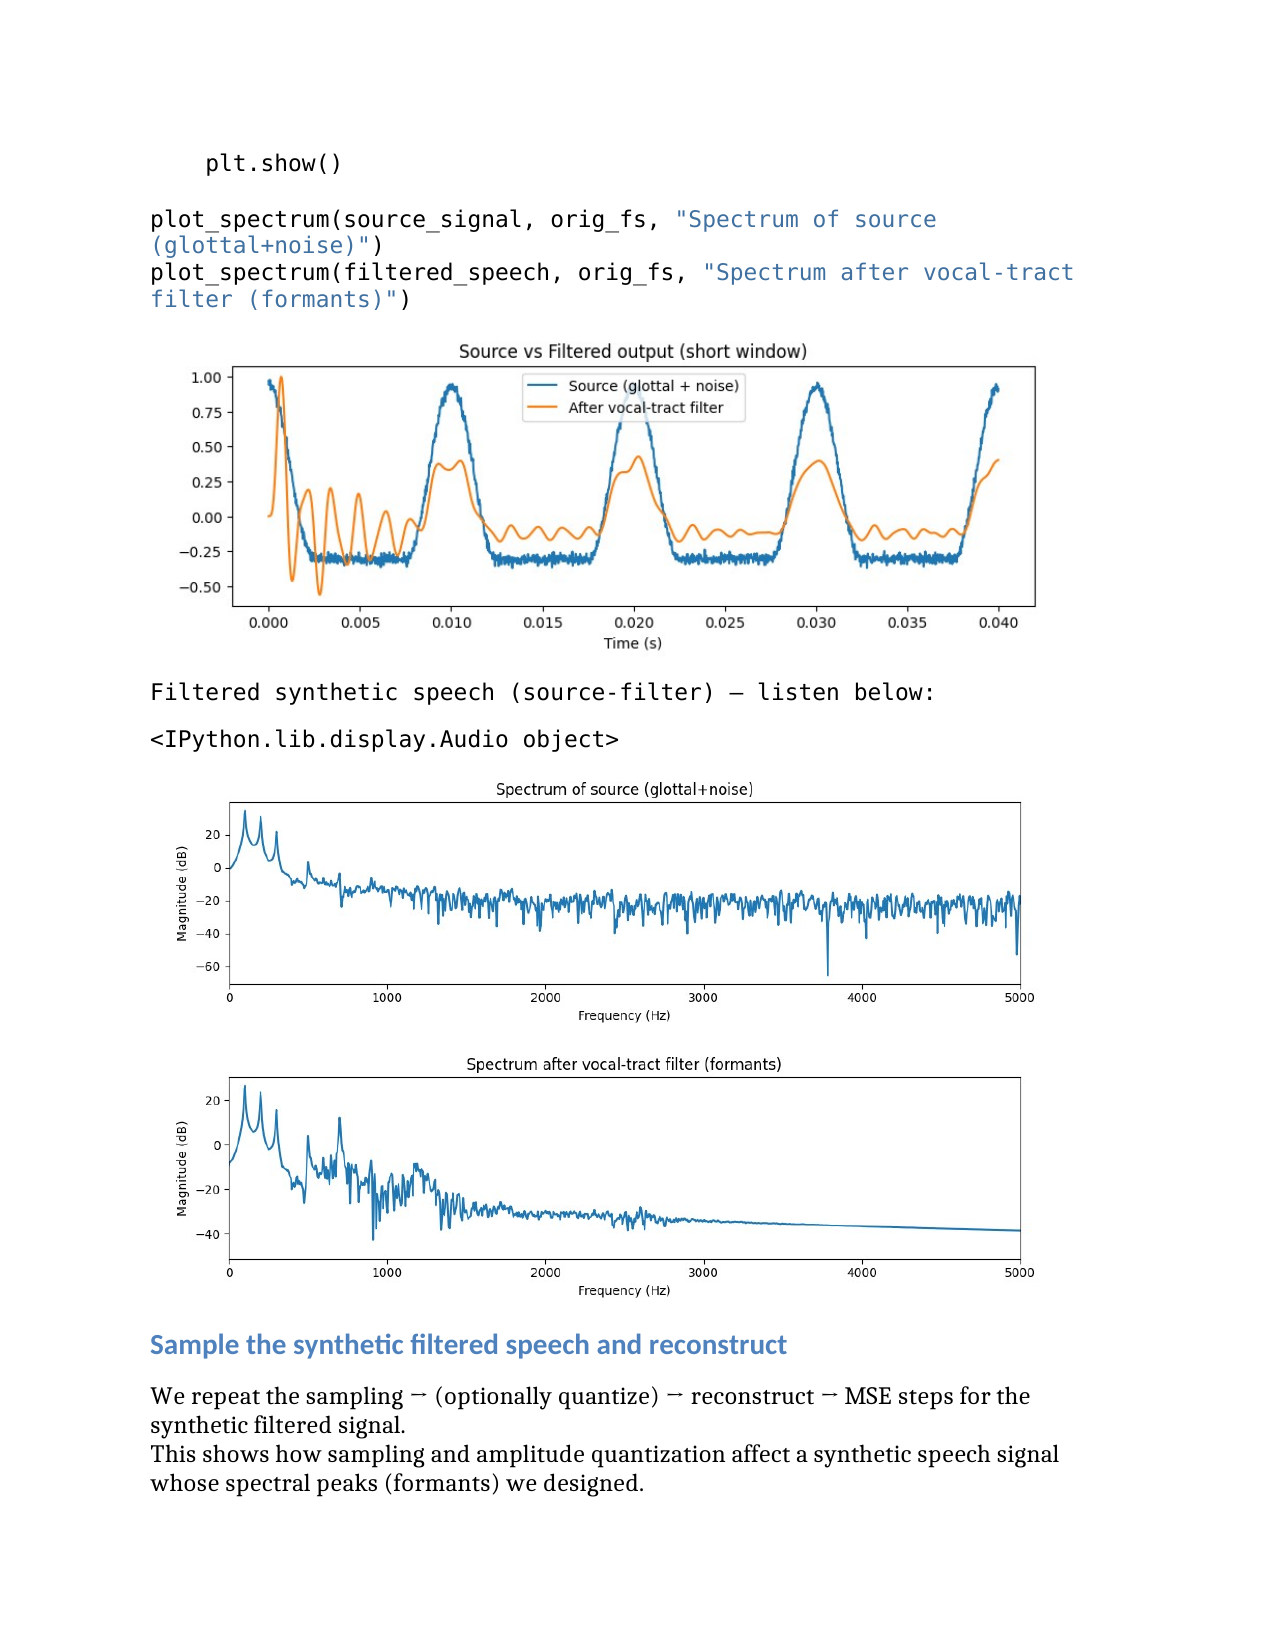 plt.show()
plot_spectrum(source_signal, orig_fs, "Spectrum of source
(glottal+noise)")
plot_spectrum(filtered_speech, orig_fs, "Spectrum after vocal-tract
filter (formants)")
Source vs Filtered output (short window)
Source (glottal + noise)
After vocal-tract filter
1.00
0.75
0.50
0.25
0.00
−0.25
−0.50
0.000 0.005 0.010 0.015 0.020 0.025 0.030 0.035 0.040
Time (s)
Filtered synthetic speech (source-filter) — listen below:
<IPython.lib.display.Audio object>
Spectrum of source (glottal+noise)
Magnitude (dB)
20
0
−20
−40
−60
0 1000 2000 3000 4000 5000
Frequency (Hz)
Spectrum after vocal-tract filter (formants)
Magnitude (dB)
20
0
−20
−40
0 1000 2000 3000 4000 5000
Frequency (Hz)
Sample the synthetic filtered speech and reconstruct
We repeat the sampling → (optionally quantize) → reconstruct → MSE steps for the
synthetic filtered signal.
This shows how sampling and amplitude quantization affect a synthetic speech signal
whose spectral peaks (formants) we designed.